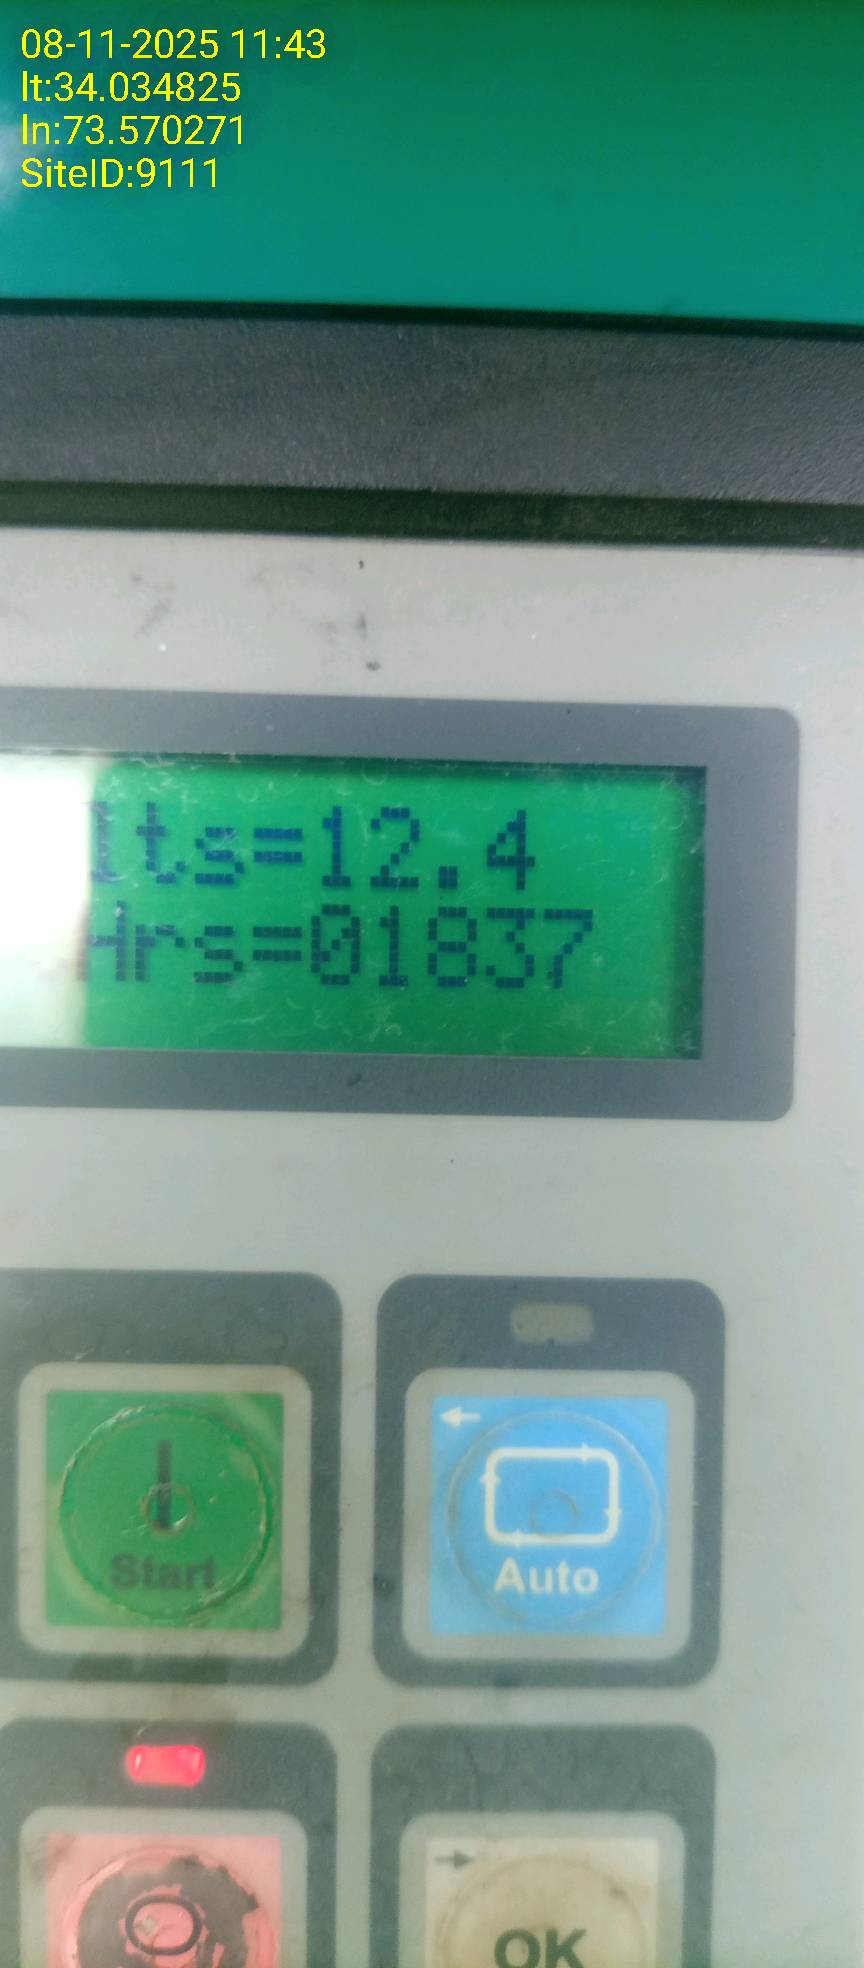 08-11-2025 11:43
lt:34.034825
ln:73.570271
SiteID:9111
lts=12.4
Hrs=01837
Start
Auto
OK